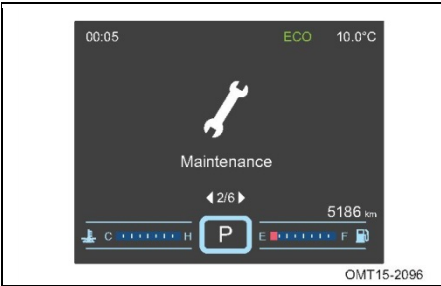 00:05 ECO 10.0°C
Maintenance
2/6
5186 km
C H P E F
OMT15-2096